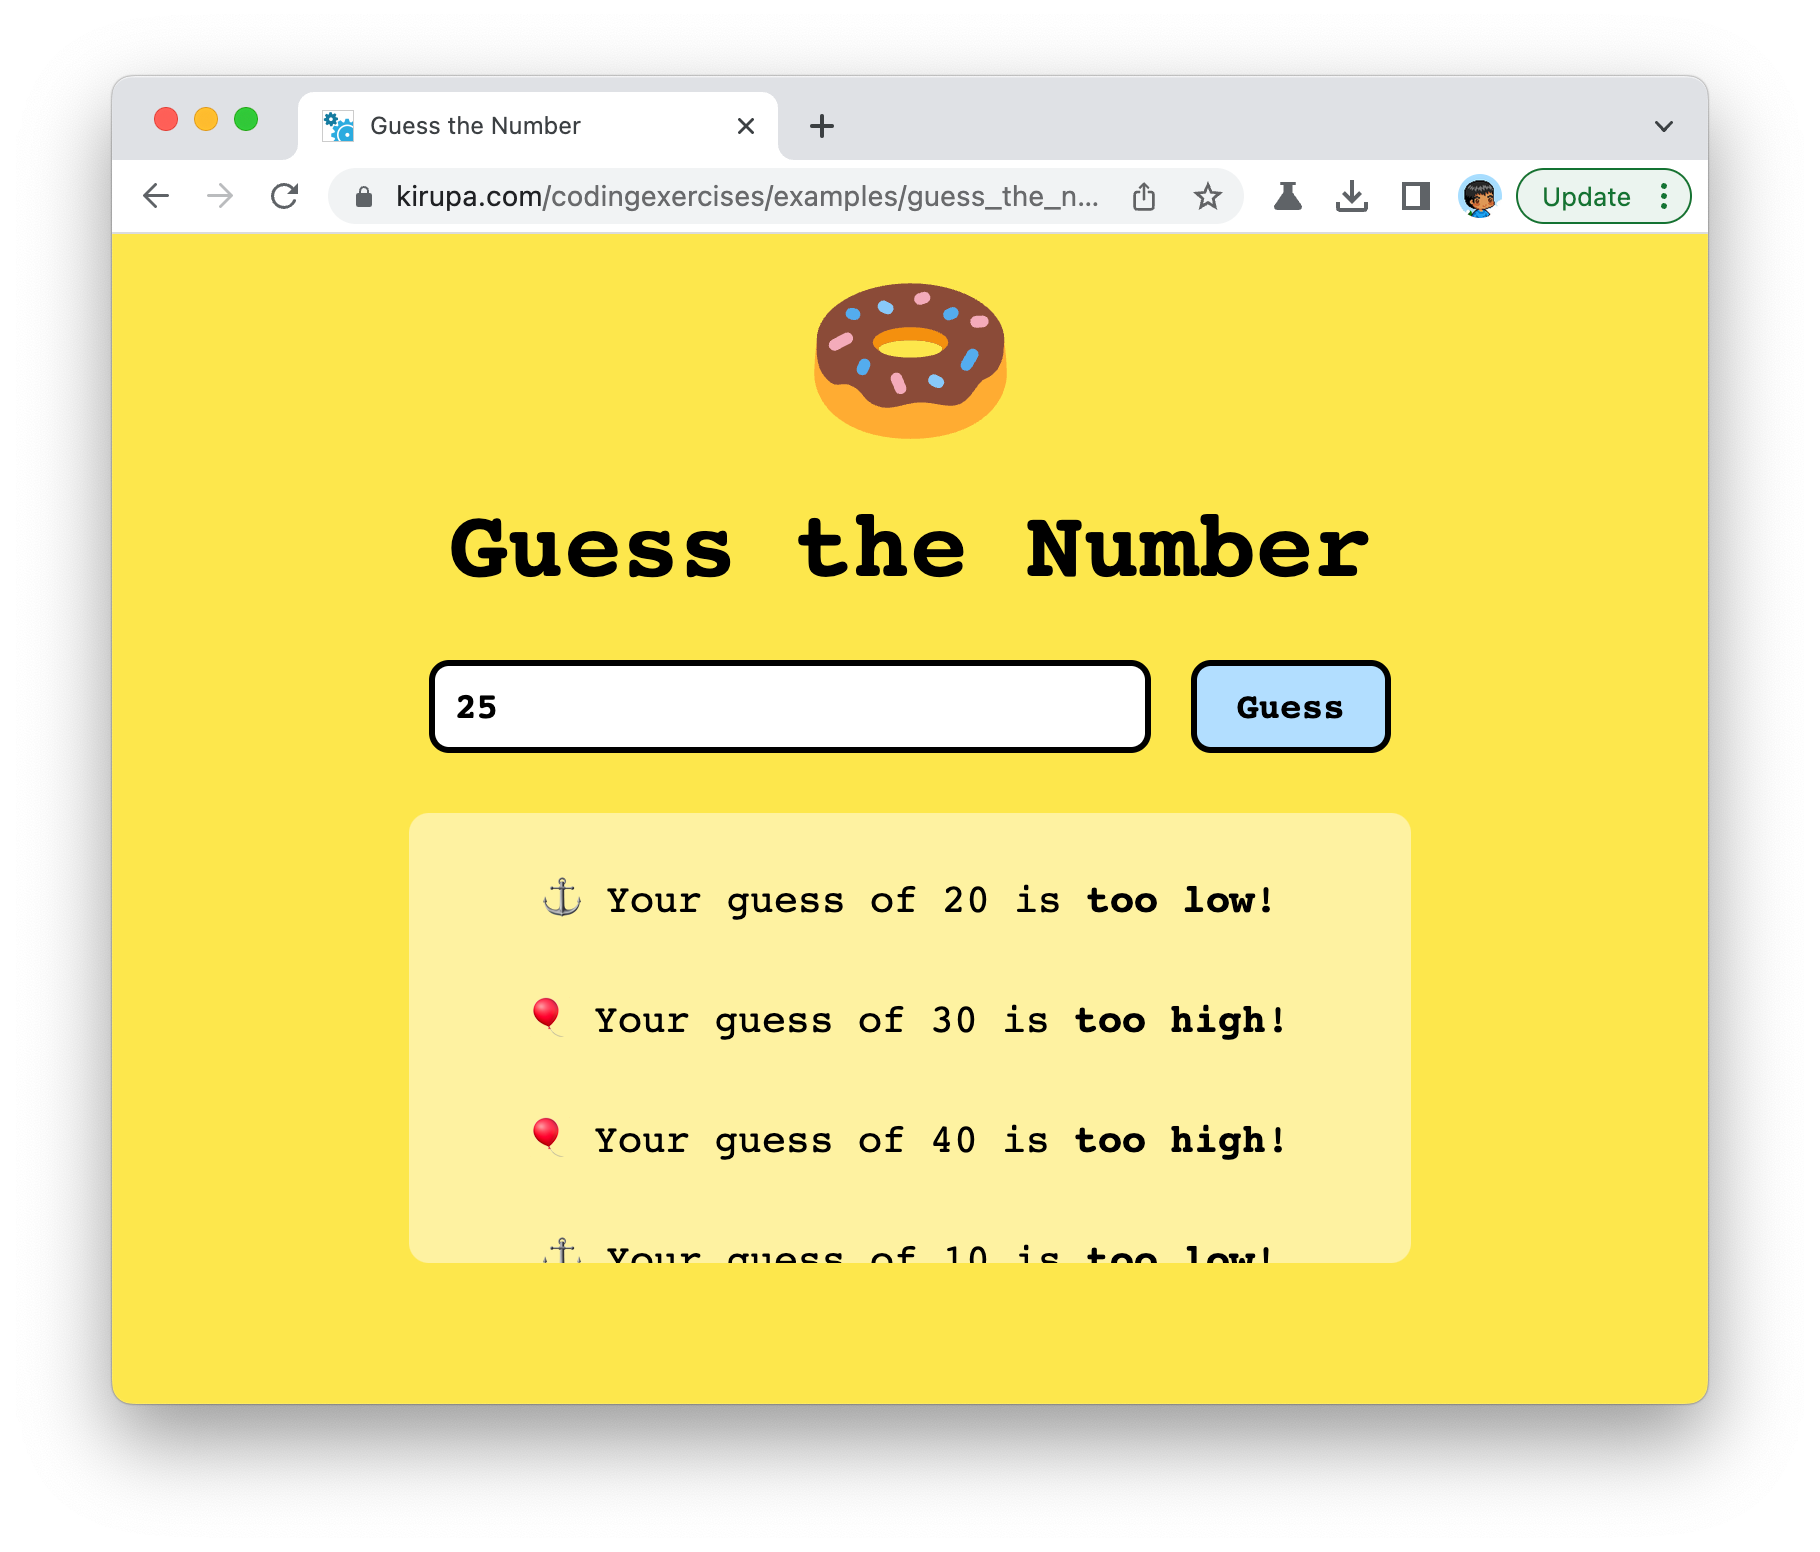 Guess the Number
kirupa.com/codingexercises/examples/guess_the_n...
Update
Guess the Number
25
Guess
Your guess of 20 is too low!
Your guess of 30 is too high!
Your guess of 40 is too high!
Your guess of 10 is too low!